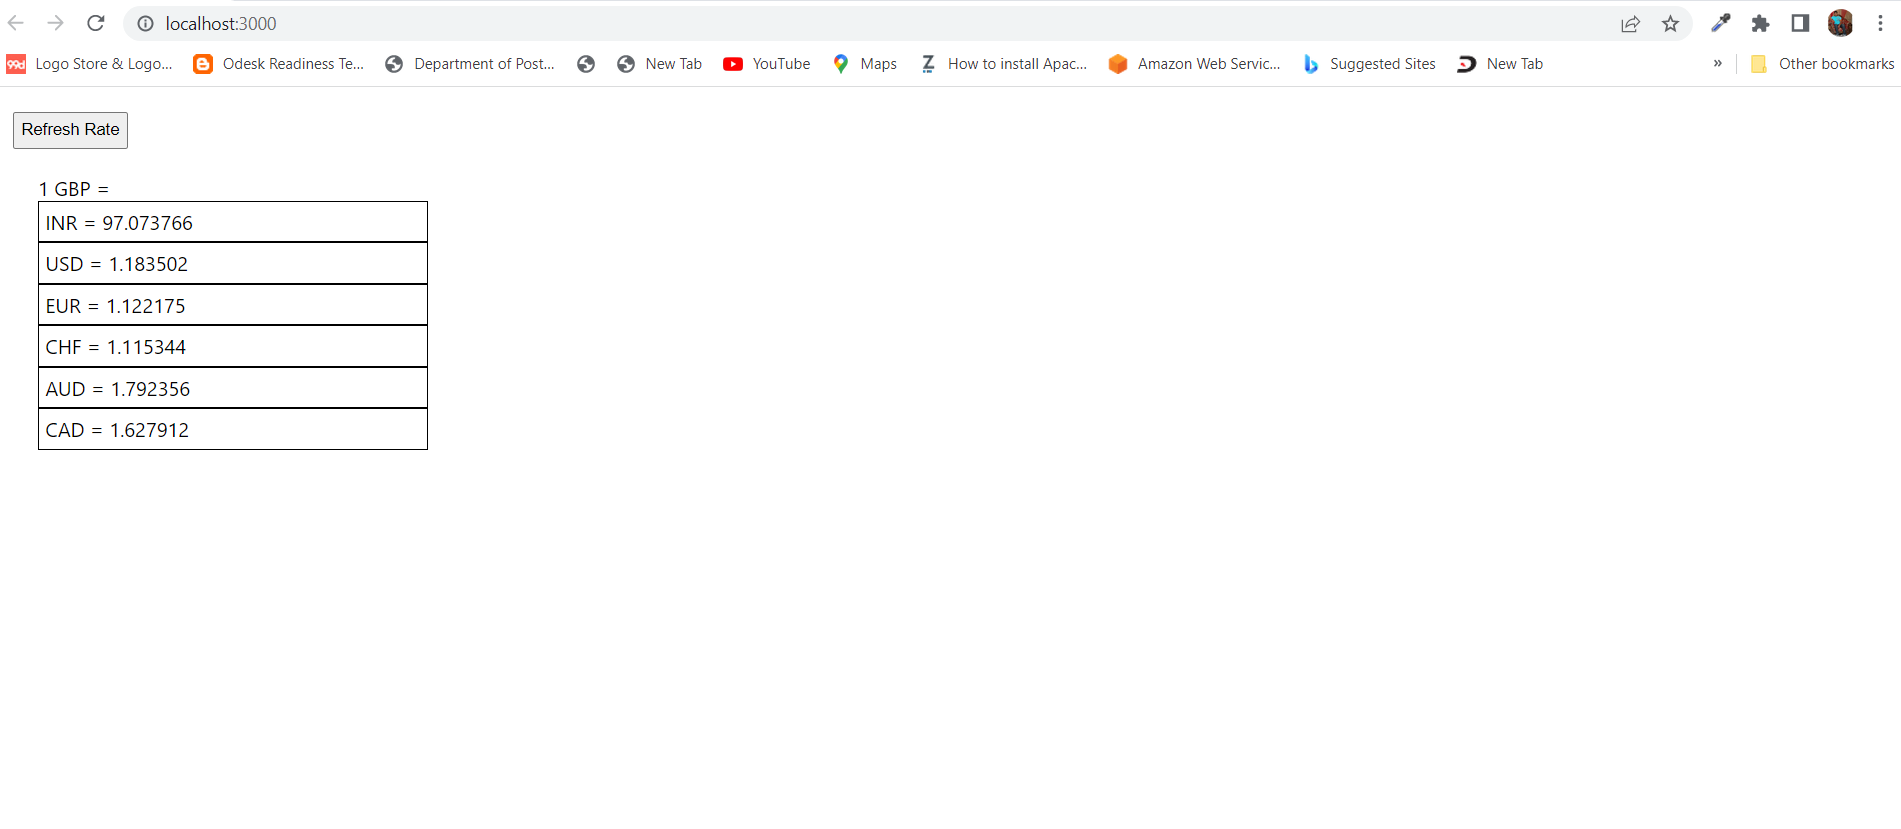 localhost:3000
99d Logo Store & Logo... Odesk Readiness Te... Department of Post... New Tab YouTube Maps How to install Apac... Amazon Web Servic... Suggested Sites New Tab » Other bookmarks
Refresh Rate
1 GBP =
INR = 97.073766
USD = 1.183502
EUR = 1.122175
CHF = 1.115344
AUD = 1.792356
CAD = 1.627912